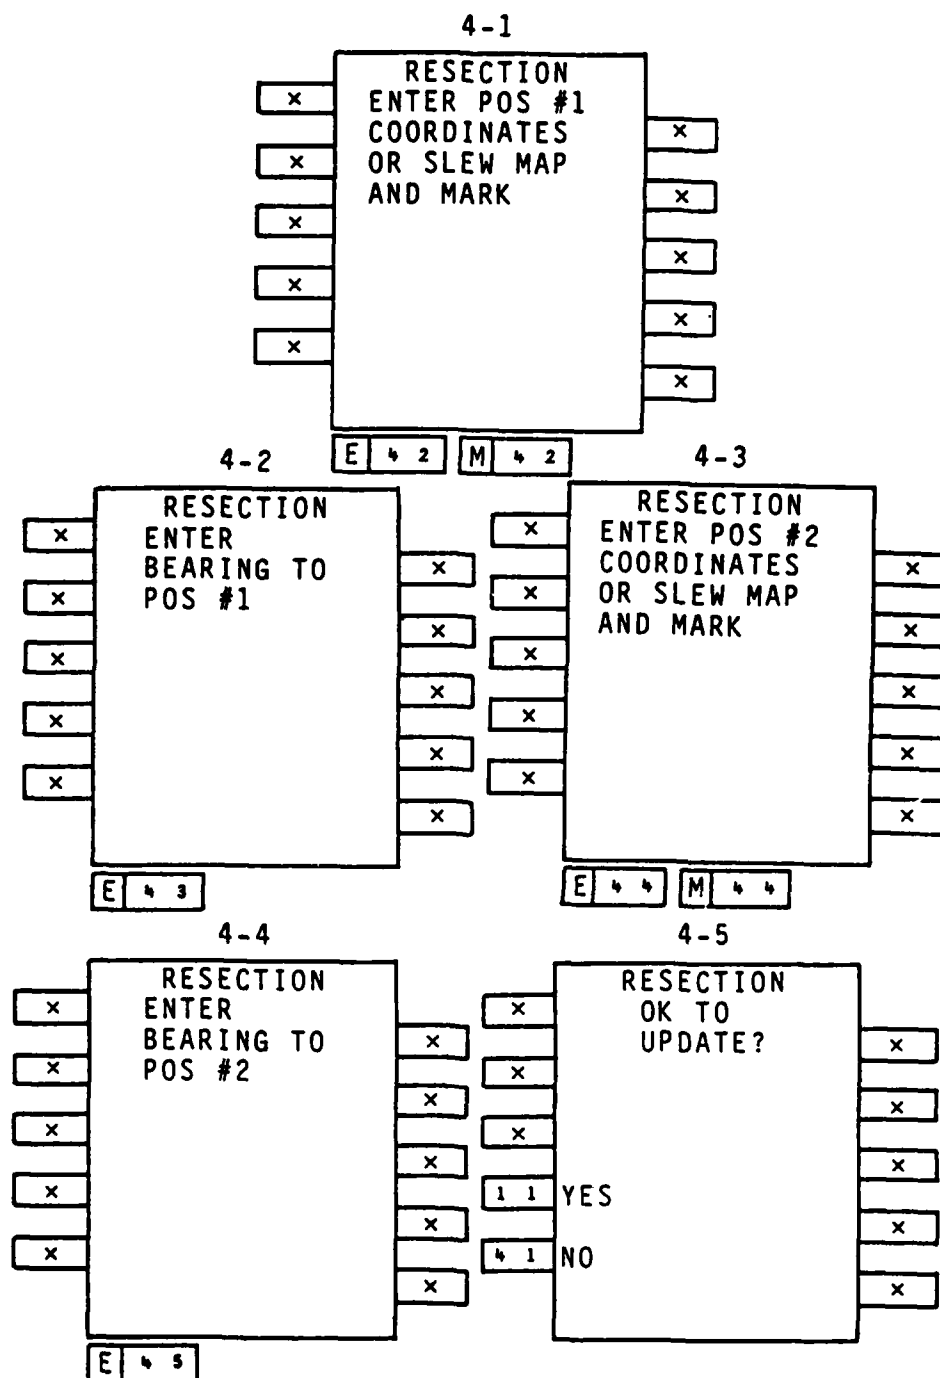 4-1
RESECTION
ENTER POS #1
COORDINATES
OR SLEW MAP
AND MARK
x
x
x
x
x
x
x
x
x
x
E 4 2 M 4 2
4-2
RESECTION
ENTER
BEARING TO
POS #1
x
x
x
x
x
x
x
x
x
x
E 4 3
4-3
RESECTION
ENTER POS #2
COORDINATES
OR SLEW MAP
AND MARK
x
x
x
x
x
x
x
x
x
x
E 4 4 M 4 4
4-4
RESECTION
ENTER
BEARING TO
POS #2
x
x
x
x
x
x
x
x
x
x
E 4 5
4-5
RESECTION
OK TO
UPDATE?
x
x
x
1 1 YES
4 1 NO
x
x
x
x
x